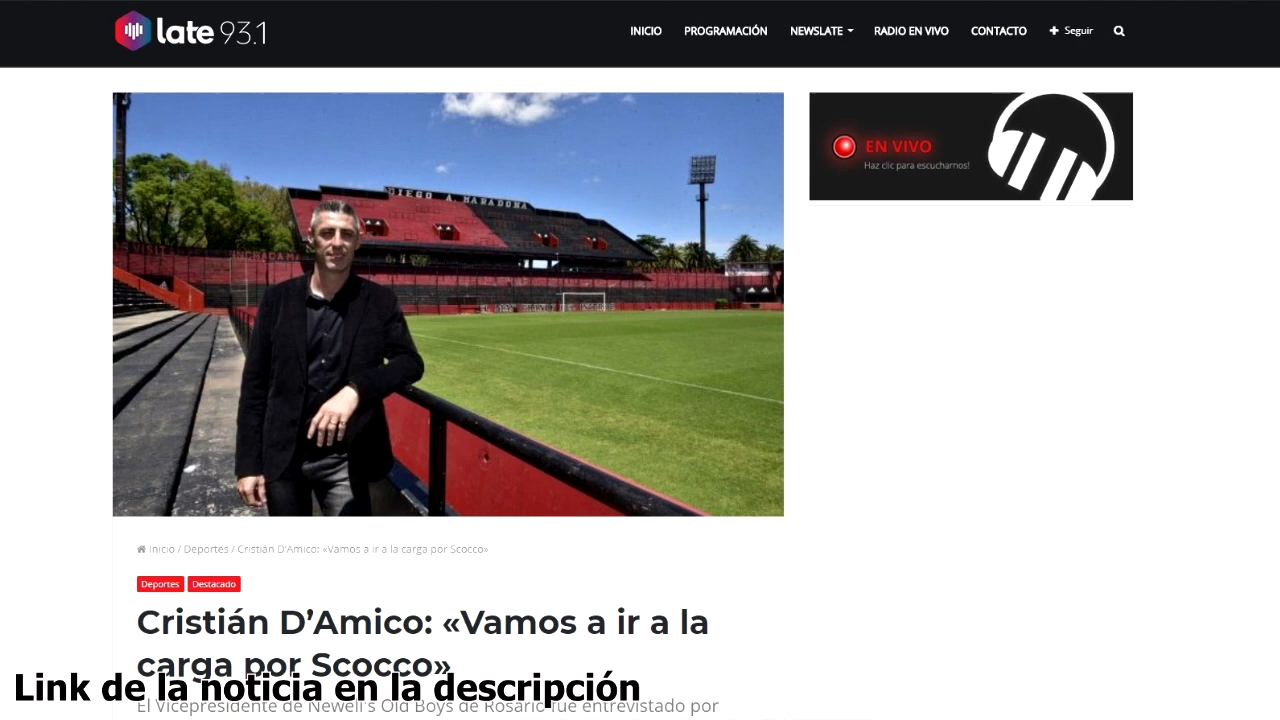 late 93.1
INICIO PROGRAMACIÓN NEWSLATE RADIO EN VIVO CONTACTO Seguir
DIEGO A. MARADONA
EN VIVO
Haz clic para escucharnos!
Inicio / Deportes / Cristián D'Amico: «Vamos a ir a la carga por Scocco»
Deportes Destacado
Cristián D’Amico: «Vamos a ir a la
carga por Scocco»
Link de la noticia en la descripción
El Vicepresidente de Newell's Old Boys de Rosario fue entrevistado por